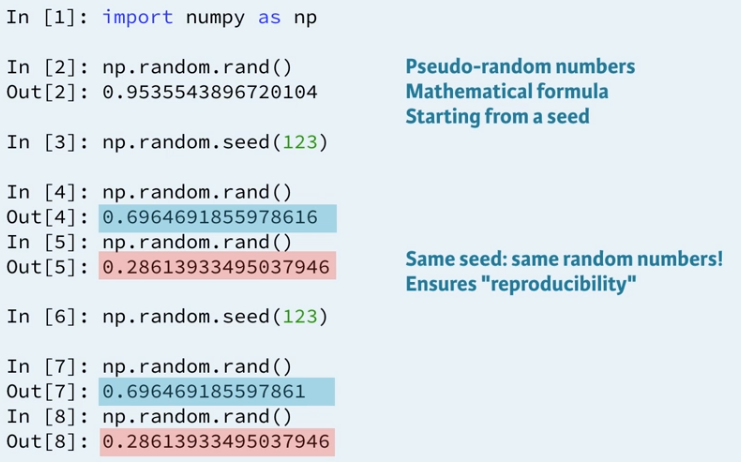 In [1]: import numpy as np
In [2]: np.random.rand()
Out[2]: 0.9535543896720104
In [3]: np.random.seed(123)
In [4]: np.random.rand()
Out[4]: 0.6964691855978616
In [5]: np.random.rand()
Out[5]: 0.28613933495037946
In [6]: np.random.seed(123)
In [7]: np.random.rand()
Out[7]: 0.696469185597861
In [8]: np.random.rand()
Out[8]: 0.28613933495037946
Pseudo-random numbers
Mathematical formula
Starting from a seed
Same seed: same random numbers!
Ensures "reproducibility"